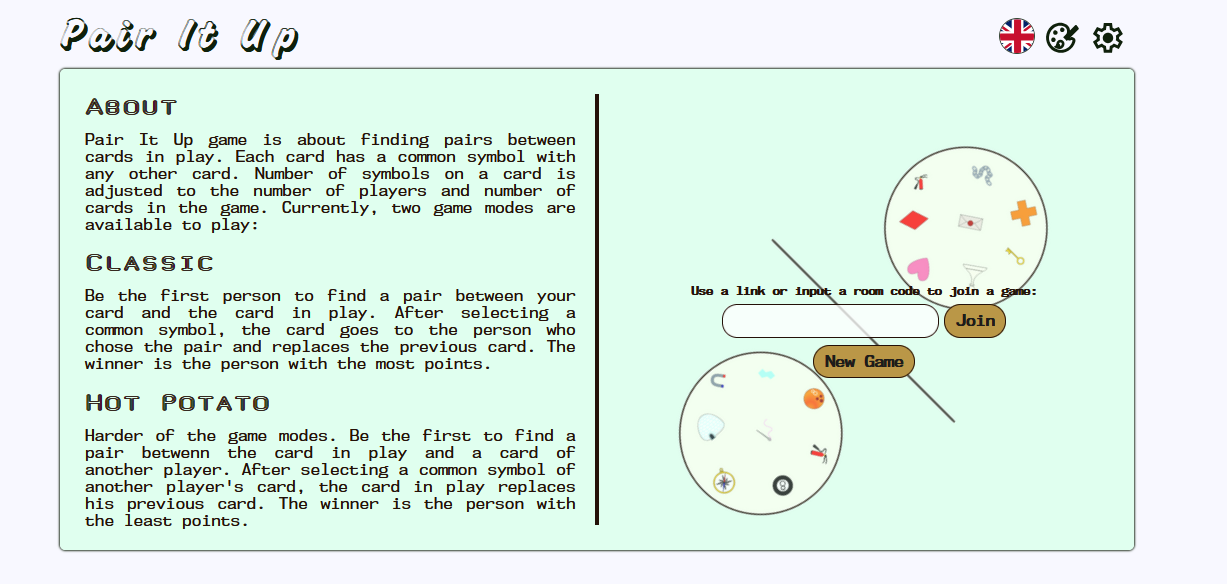 Pair It Up
About
Pair It Up game is about finding pairs between
cards in play. Each card has a common symbol with
any other card. Number of symbols on a card is
adjusted to the number of players and number of
cards in the game. Currently, two game modes are
available to play:
Classic
Be the first person to find a pair between your
card and the card in play. After selecting a
common symbol, the card goes to the person who
chose the pair and replaces the previous card. The
winner is the person with the most points.
Hot Potato
Harder of the game modes. Be the first to find a
pair betwenn the card in play and a card of
another player. After selecting a common symbol of
another player's card, the card in play replaces
his previous card. The winner is the person with
the least points.
Use a link or input a room code to join a game:
Join
New Game
8